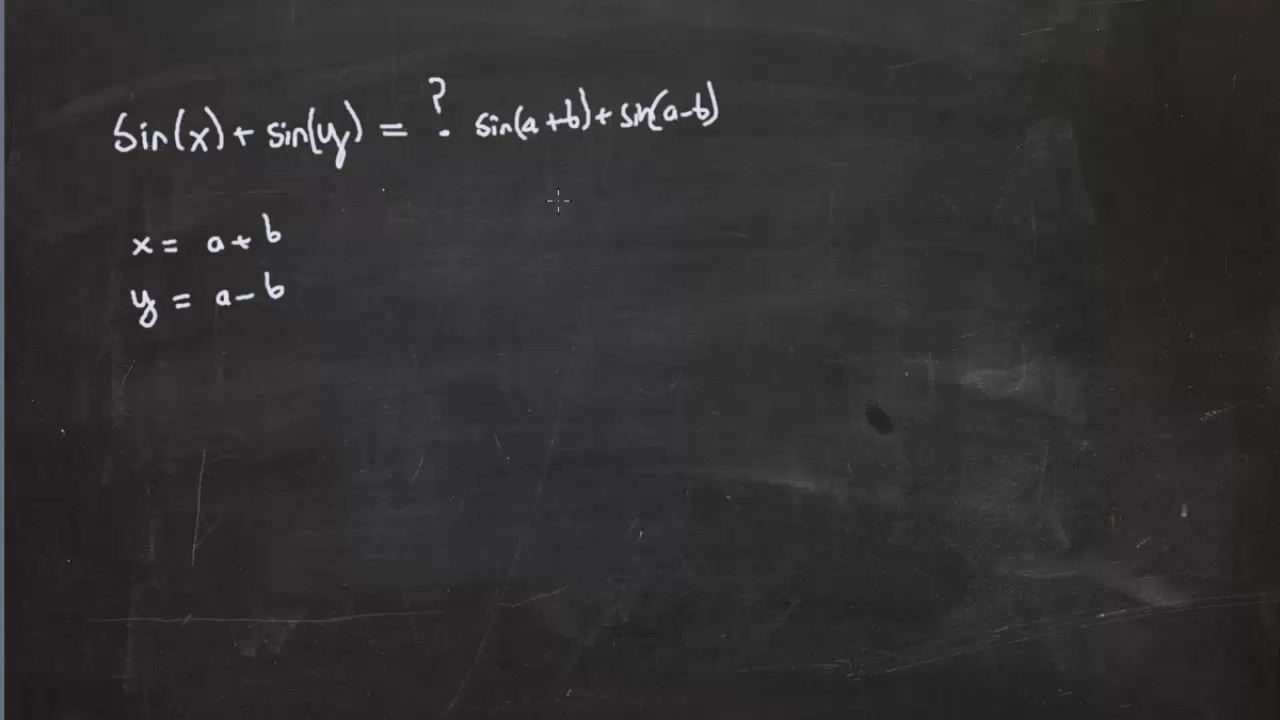 Sin(x) + sin(y) = ? sin(a+b) + sin(a-b)
x = a + b
y = a - b